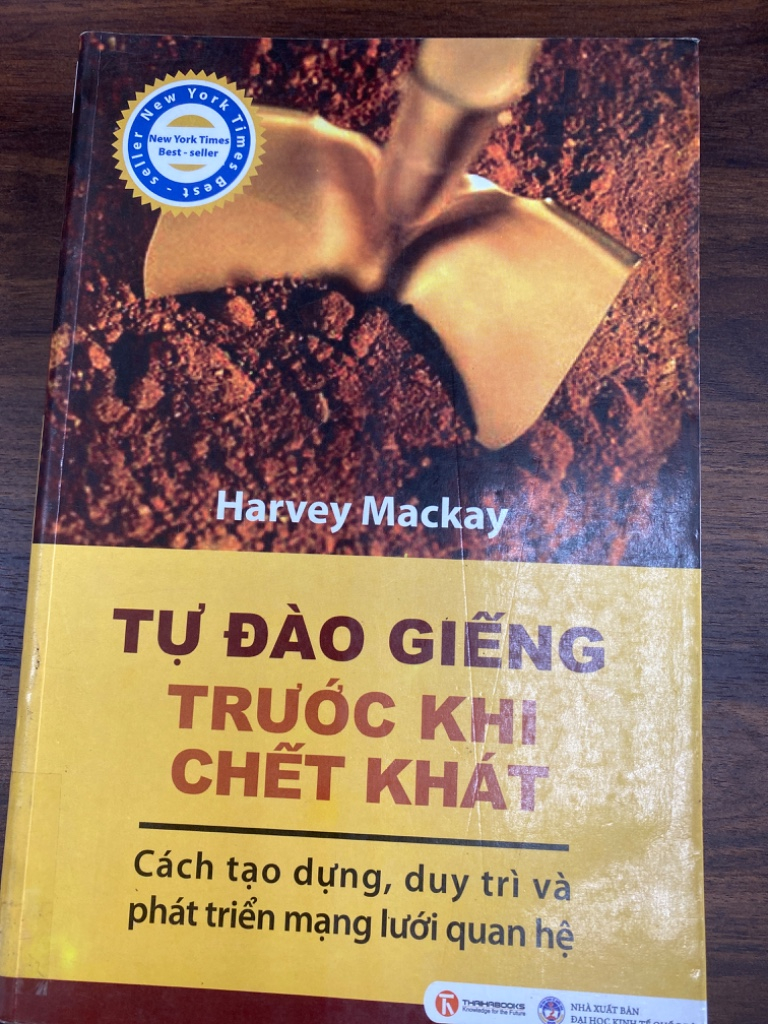 New York Times Best - seller
New York Times
Best - seller
Harvey Mackay
TỰ ĐÀO GIẾNG
TRƯỚC KHI
CHẾT KHÁT
Cách tạo dựng, duy trì và
phát triển mạng lưới quan hệ
THAIHABOOKS
Knowledge for the Future
NHÀ XUẤT BẢN
ĐẠI HỌC KINH TẾ